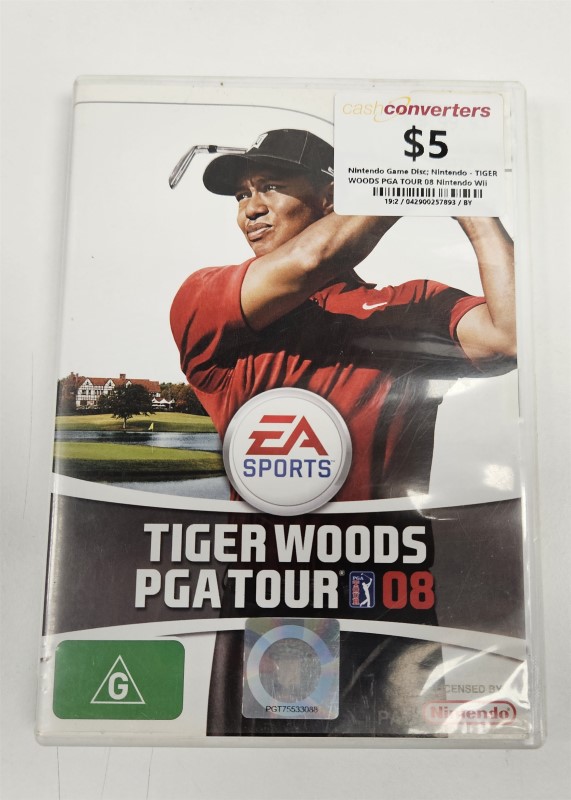 cashconverters
$5
Nintendo Game Disc; Nintendo - TIGER
WOODS PGA TOUR 08 Nintendo Wii
19:2 / 042900257893 / BY
EA
SPORTS
TIGER WOODS
PGA TOUR 08
G
PGT75533088
LICENSED BY
Nintendo